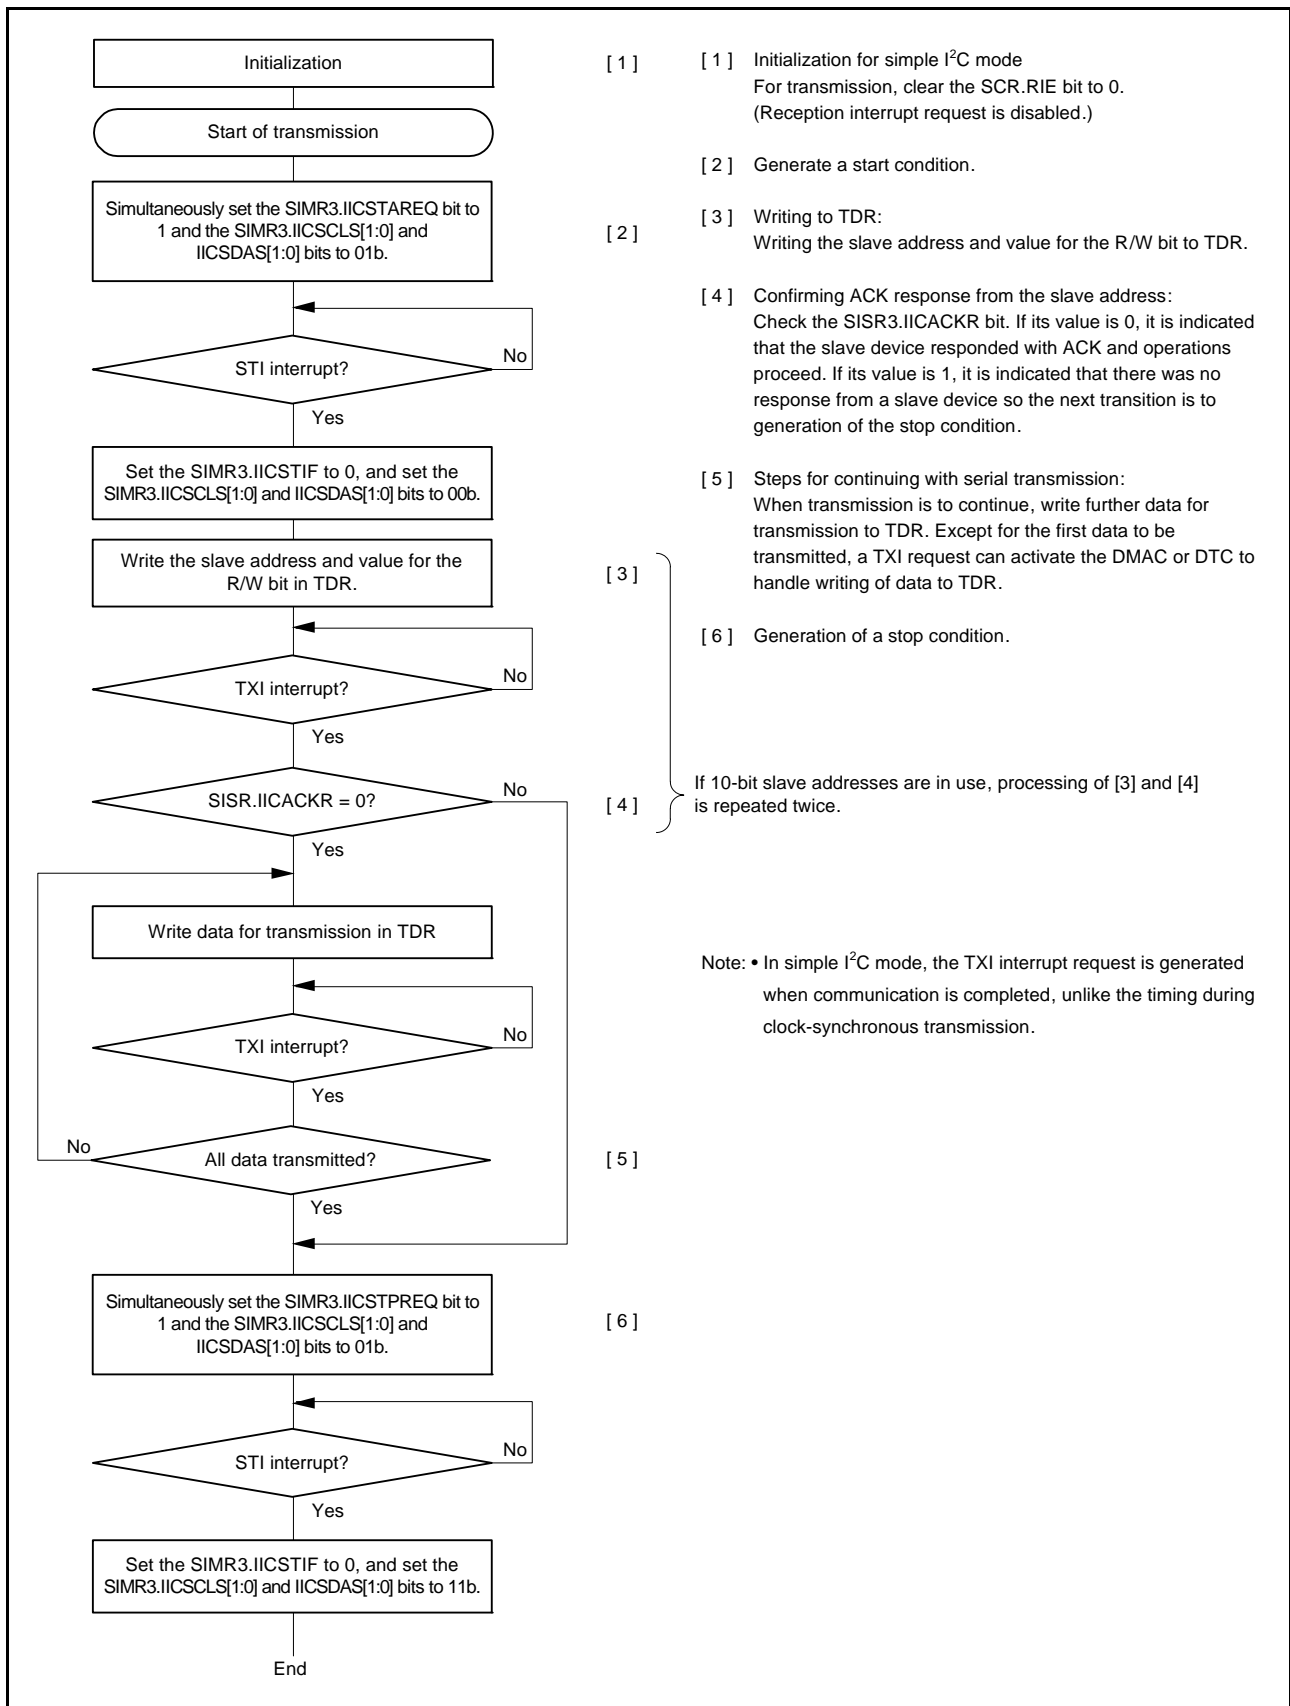 Initialization
[ 1 ]
Start of transmission
Simultaneously set the SIMR3.IICSTAREQ bit to
1 and the SIMR3.IICSCLS[1:0] and
IICSDAS[1:0] bits to 01b.
[ 2 ]
STI interrupt?
No
Yes
Set the SIMR3.IICSTIF to 0, and set the
SIMR3.IICSCLS[1:0] and IICSDAS[1:0] bits to 00b.
Write the slave address and value for the
R/W bit in TDR.
[ 3 ]
TXI interrupt?
No
Yes
SISR.IICACKR = 0?
No
[ 4 ]
Yes
Write data for transmission in TDR
TXI interrupt?
No
Yes
No
All data transmitted?
[ 5 ]
Yes
Simultaneously set the SIMR3.IICSTPREQ bit to
1 and the SIMR3.IICSCLS[1:0] and
IICSDAS[1:0] bits to 01b.
[ 6 ]
STI interrupt?
No
Yes
Set the SIMR3.IICSTIF to 0, and set the
SIMR3.IICSCLS[1:0] and IICSDAS[1:0] bits to 11b.
End
[ 1 ] Initialization for simple I²C mode
For transmission, clear the SCR.RIE bit to 0.
(Reception interrupt request is disabled.)
[ 2 ] Generate a start condition.
[ 3 ] Writing to TDR:
Writing the slave address and value for the R/W bit to TDR.
[ 4 ] Confirming ACK response from the slave address:
Check the SISR3.IICACKR bit. If its value is 0, it is indicated
that the slave device responded with ACK and operations
proceed. If its value is 1, it is indicated that there was no
response from a slave device so the next transition is to
generation of the stop condition.
[ 5 ] Steps for continuing with serial transmission:
When transmission is to continue, write further data for
transmission to TDR. Except for the first data to be
transmitted, a TXI request can activate the DMAC or DTC to
handle writing of data to TDR.
[ 6 ] Generation of a stop condition.
If 10-bit slave addresses are in use, processing of [3] and [4]
is repeated twice.
Note: • In simple I²C mode, the TXI interrupt request is generated
when communication is completed, unlike the timing during
clock-synchronous transmission.